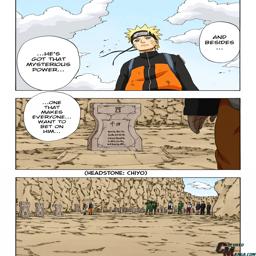 AND
BESIDES
...
...HE'S
GOT THAT
MYSTERIOUS
POWER...
...ONE
THAT
MAKES
EVERYONE...
WANT TO
BET ON
HIM...
(HEADSTONE: CHIYO)